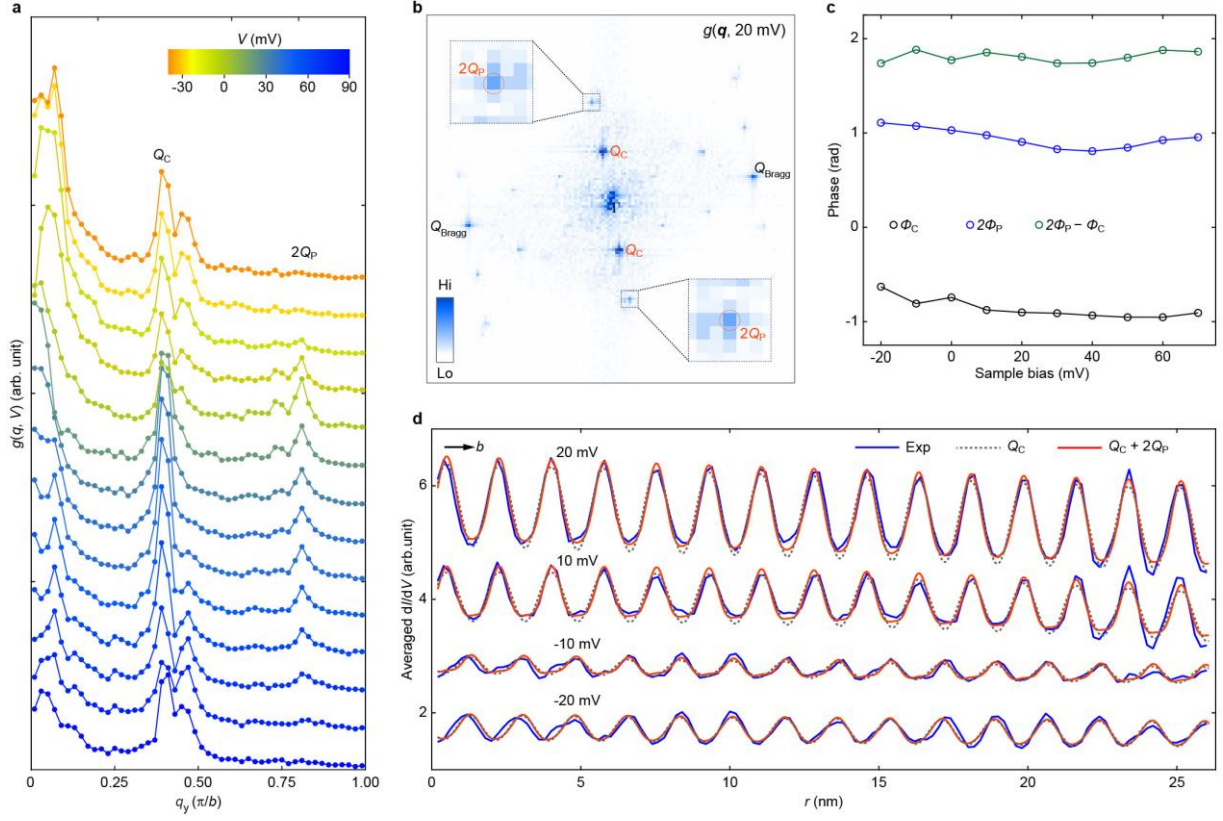 a
V (mV)
-30 0 30 60 90
Q_C
2Q_P
g(q, V) (arb. unit)
0 0.25 0.50 0.75 1.00
q_y (π/b)
b
g(q, 20 mV)
2Q_P
Q_C
Q_Bragg
Γ
Q_Bragg
Q_C
Hi
Lo
2Q_P
c
Phase (rad)
2
1
0
-1
Φ_C 2Φ_P 2Φ_P − Φ_C
-20 0 20 40 60
Sample bias (mV)
d
b
20 mV
Exp Q_C Q_C + 2Q_P
10 mV
-10 mV
-20 mV
Averaged dI/dV (arb.unit)
6
4
2
0 5 10 15 20 25
r (nm)